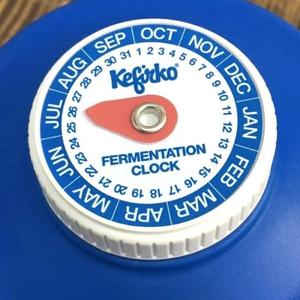 JAN FEB MAR APR MAY JUN JUL AUG SEP OCT NOV DEC
1 2 3 4 5 6 7 8 9 10 11 12 13 14 15 16 17 18 19 20 21 22 23 24 25 26 27 28 29 30 31
Kefirko®
FERMENTATION
CLOCK